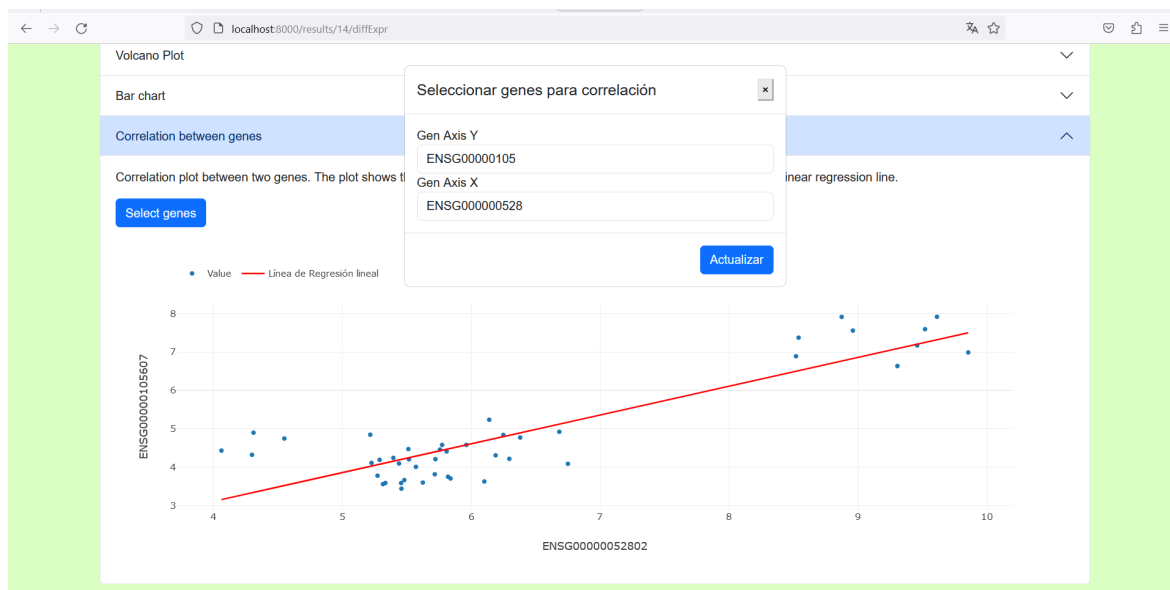 localhost:8000/results/14/diffExpr
Volcano Plot
Bar chart
Correlation between genes
Correlation plot between two genes. The plot shows t
inear regression line.
Select genes
Seleccionar genes para correlación
×
Gen Axis Y
ENSG00000105
Gen Axis X
ENSG000000528
Actualizar
Value
Línea de Regresión lineal
8
7
6
5
4
3
ENSG00000105607
4 5 6 7 8 9 10
ENSG00000052802